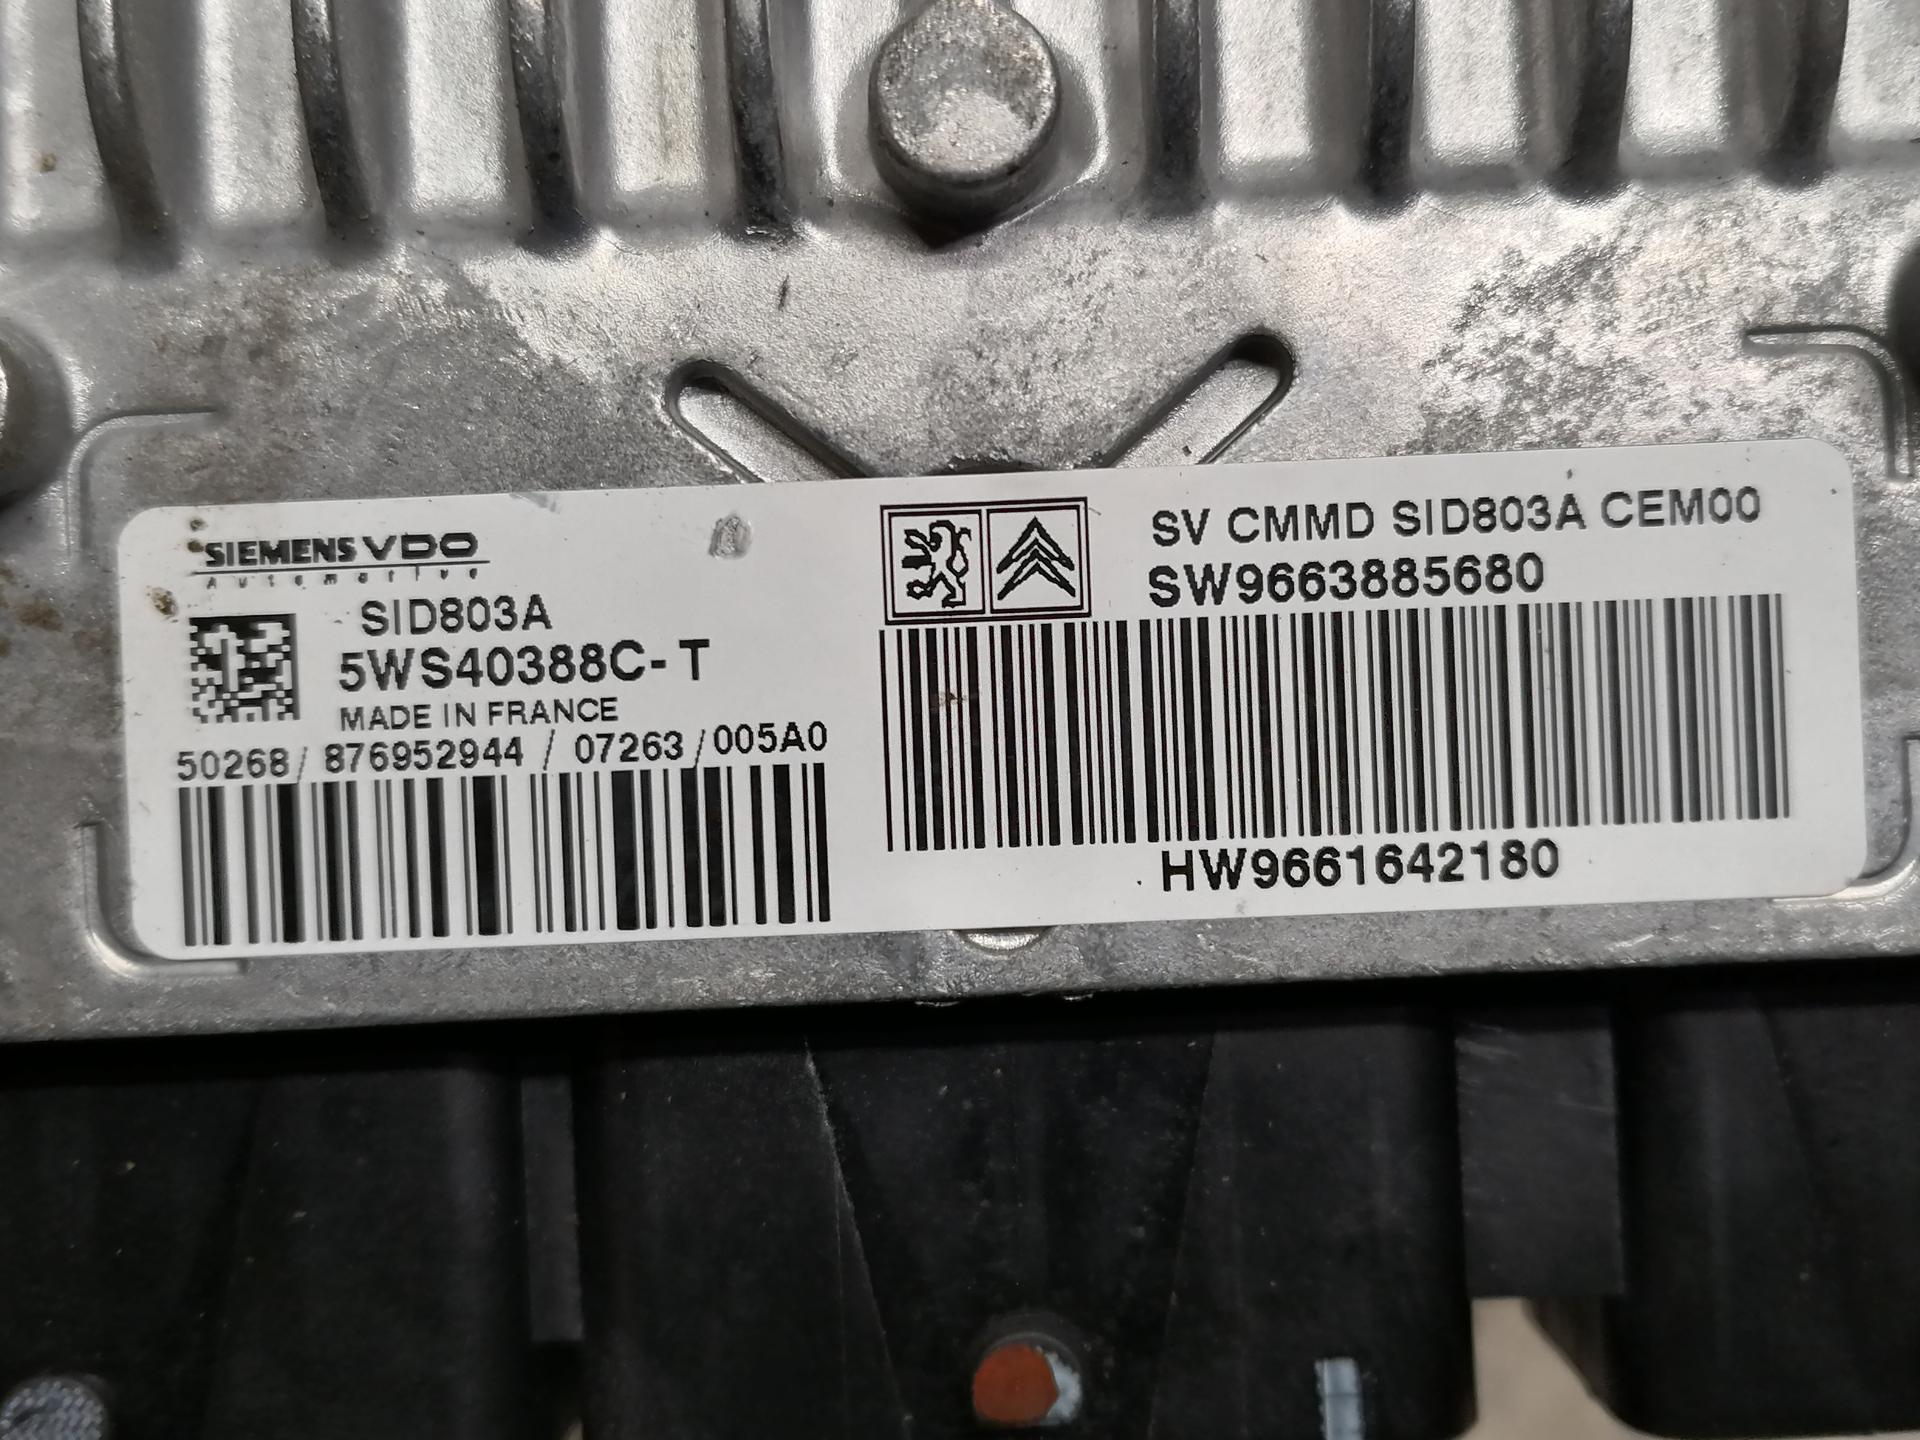 SIEMENS VDO
Automotive
SID803A
5WS40388C-T
MADE IN FRANCE
50268/876952944/07263/005A0
SV CMMD SID803A CEM00
SW9663885680
HW9661642180